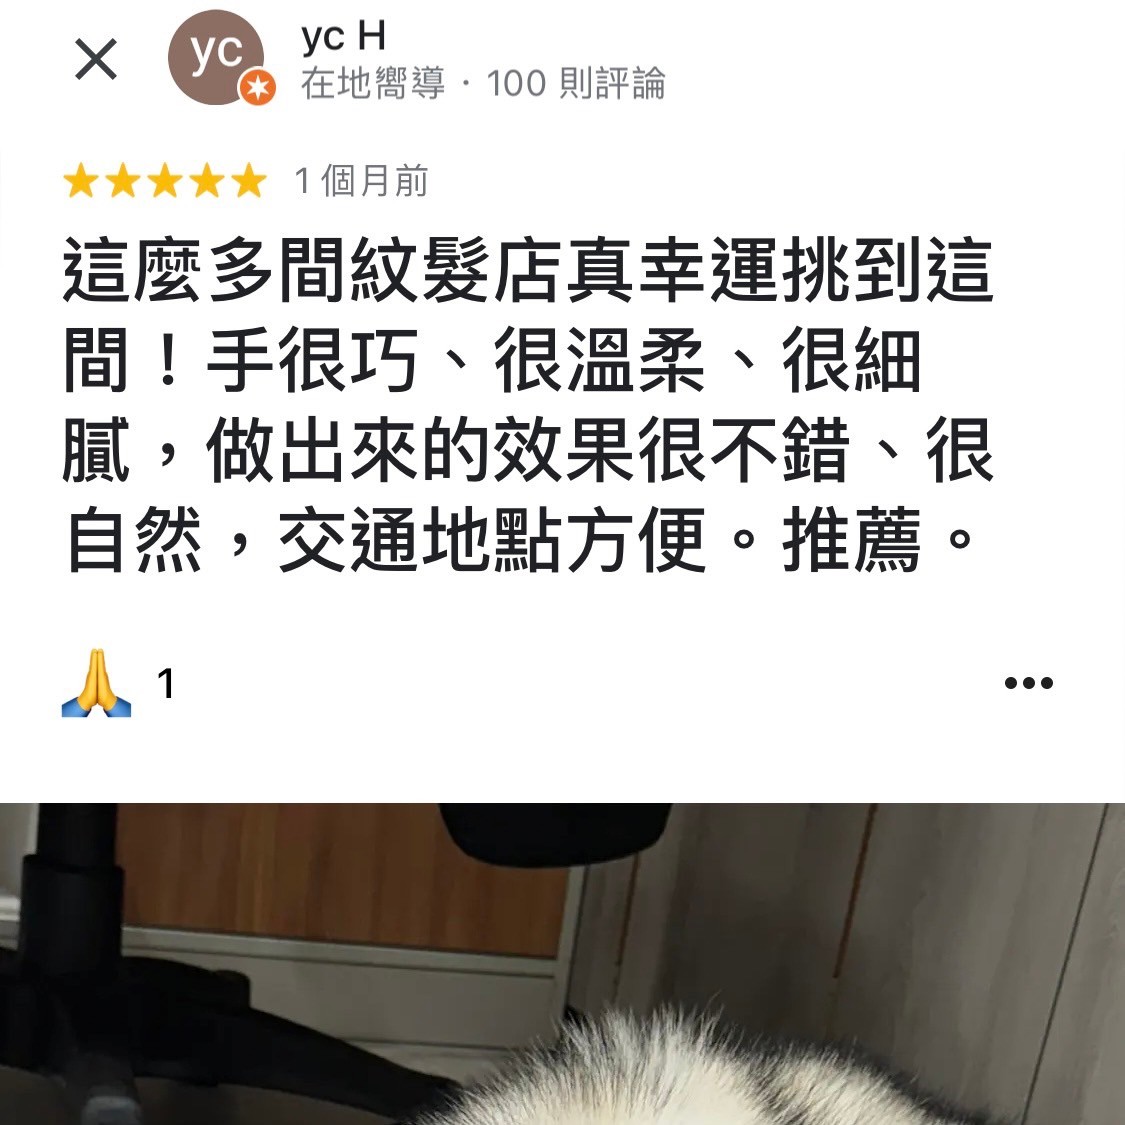 yc
yc H
在地嚮導・100 則評論
1 個月前
這麼多間紋髮店真幸運挑到這
間！手很巧、很溫柔、很細
膩，做出來的效果很不錯、很
自然，交通地點方便。推薦。
🙏 1